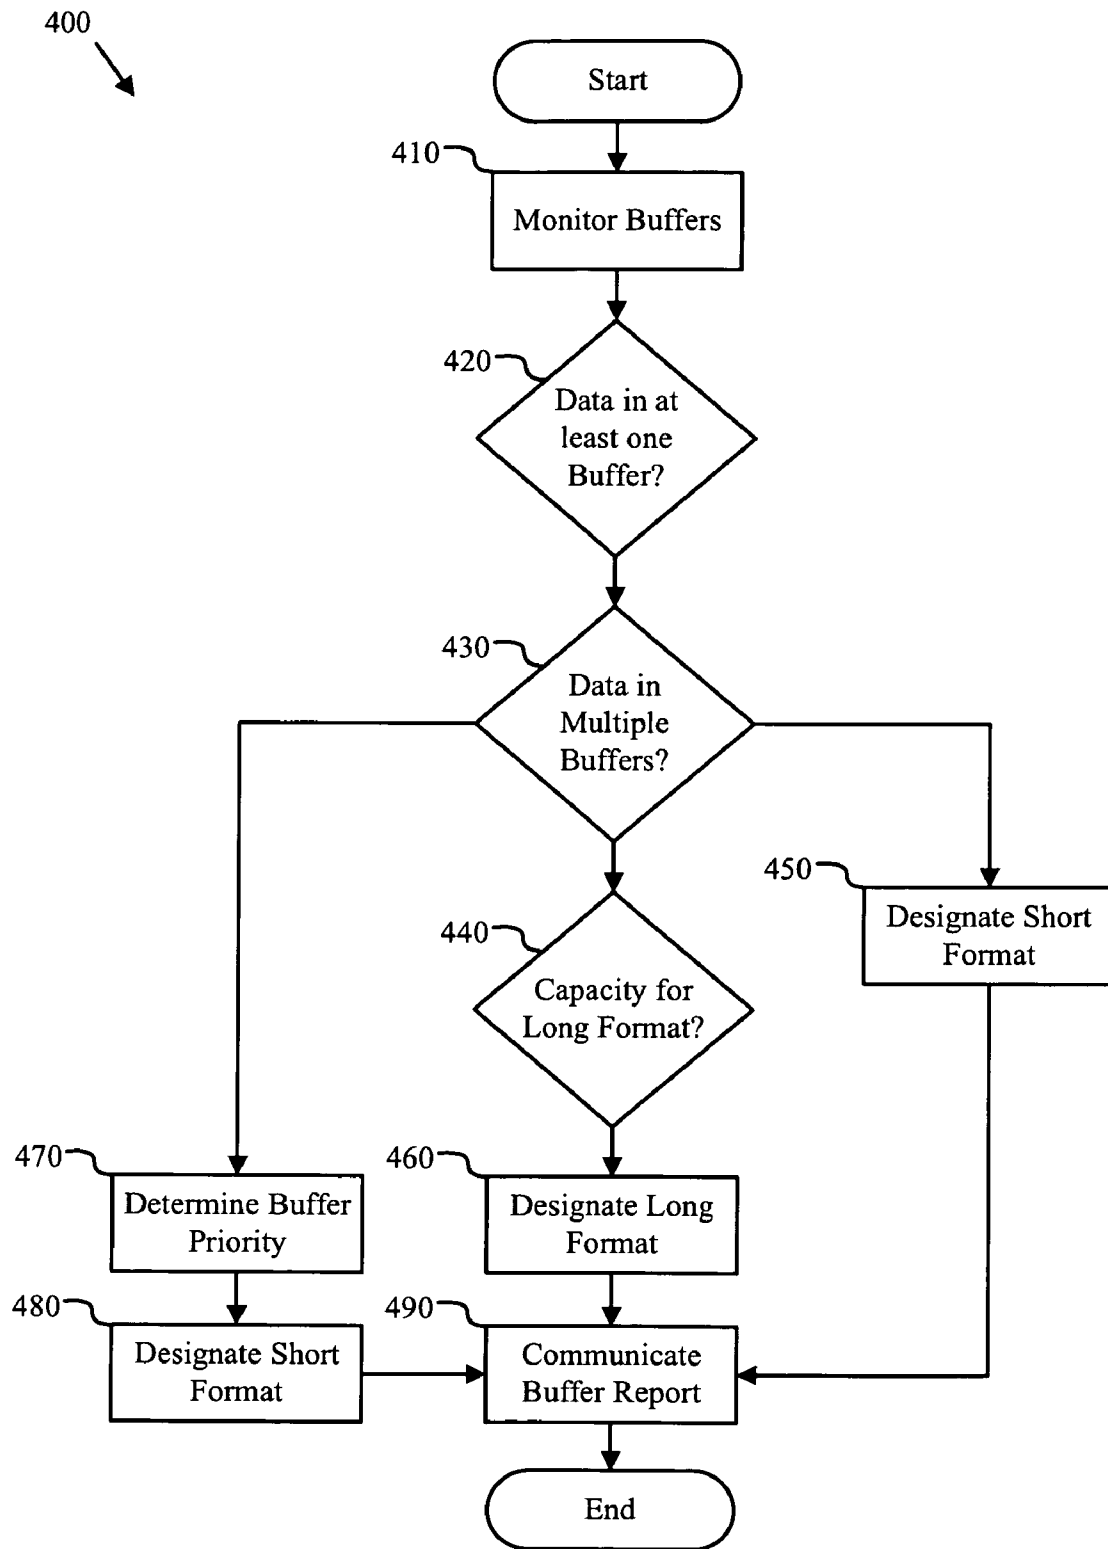 400
Start
410
Monitor Buffers
420
Data in at
least one
Buffer?
430
Data in
Multiple
Buffers?
450
Designate Short
Format
440
Capacity for
Long Format?
470
Determine Buffer
Priority
460
Designate Long
Format
480
Designate Short
Format
490
Communicate
Buffer Report
End